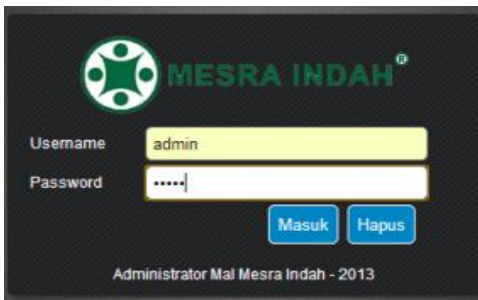 MESRA INDAH®
Username admin
Password •••••
Masuk Hapus
Administrator Mal Mesra Indah - 2013